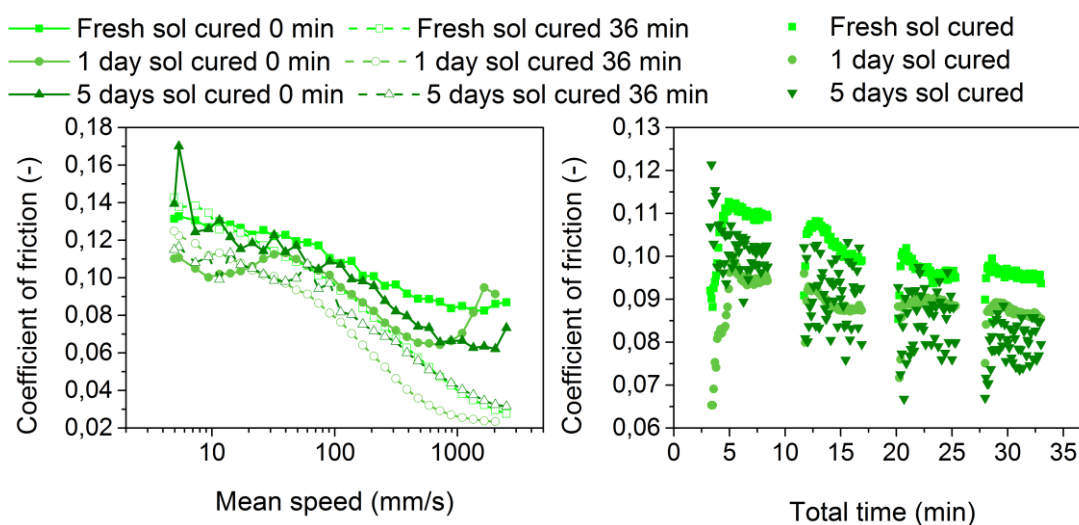 Fresh sol cured 0 min Fresh sol cured 36 min Fresh sol cured
1 day sol cured 0 min 1 day sol cured 36 min 1 day sol cured
5 days sol cured 0 min 5 days sol cured 36 min 5 days sol cured
Coefficient of friction (-)
0,18
0,16
0,14
0,12
0,10
0,08
0,06
0,04
0,02
10 100 1000
Mean speed (mm/s)
Coefficient of friction (-)
0,13
0,12
0,11
0,10
0,09
0,08
0,07
0,06
0 5 10 15 20 25 30 35
Total time (min)